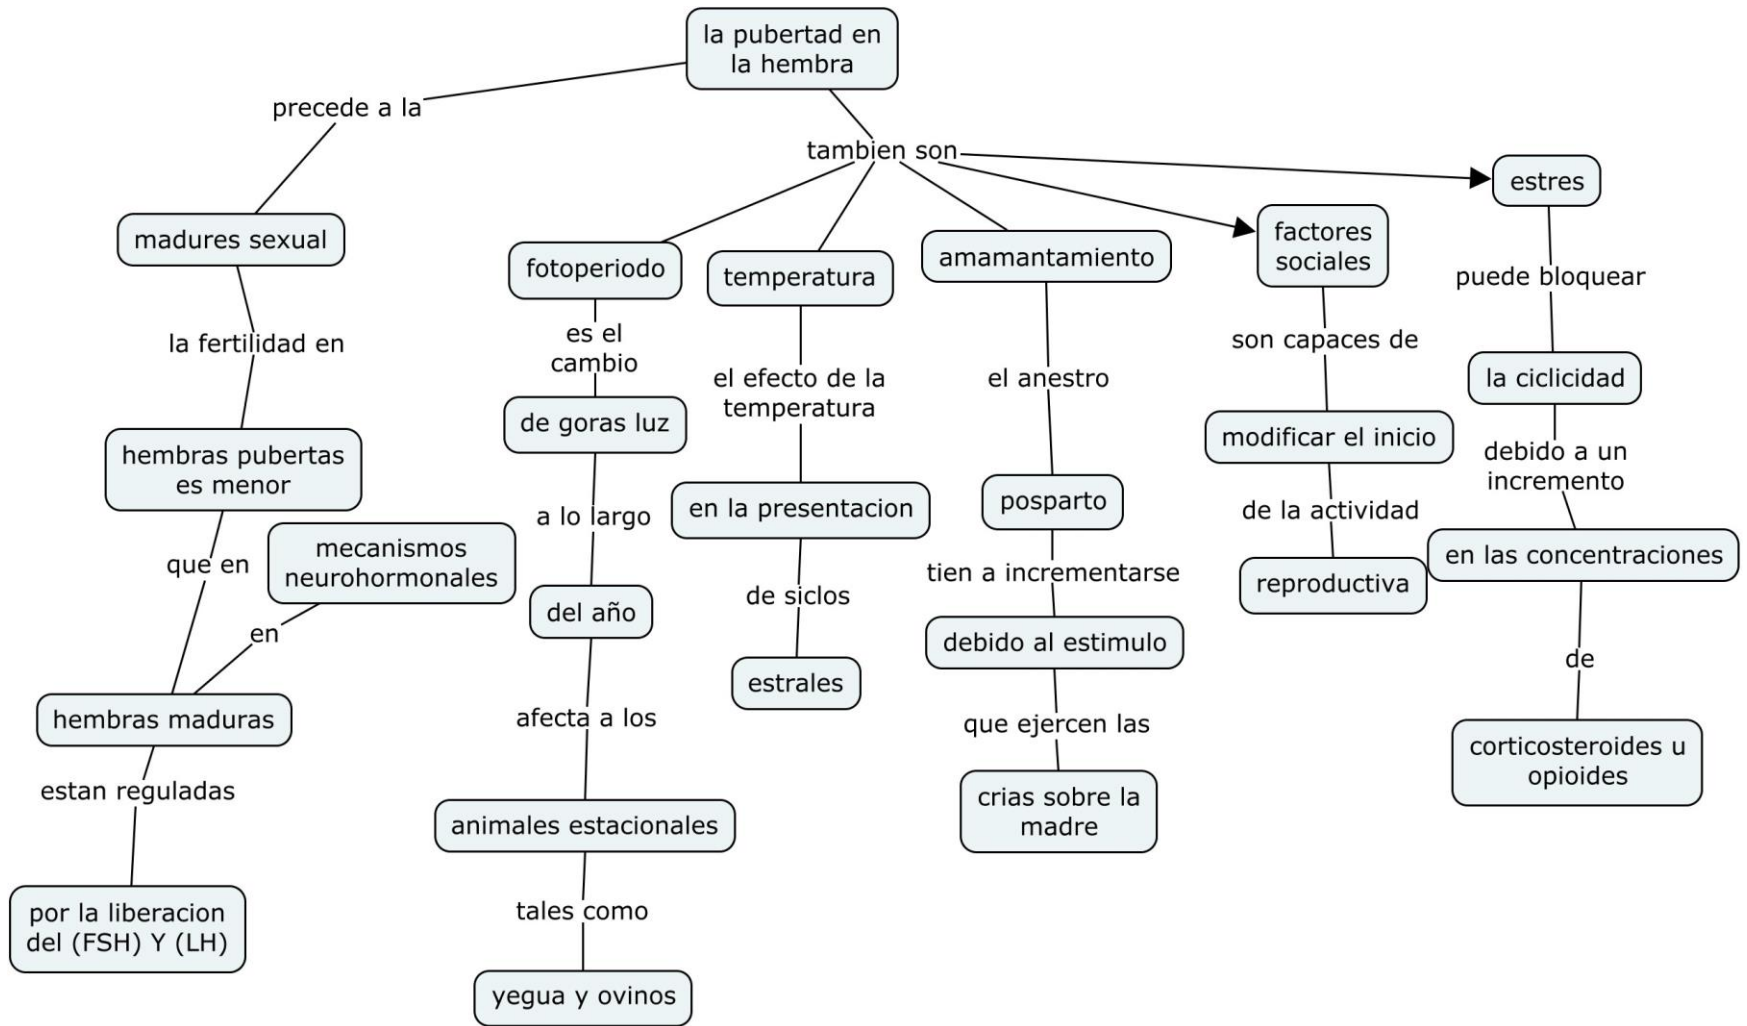 la pubertad en
la hembra
precede a la
tambien son
madures sexual
la fertilidad en
hembras pubertas
es menor
que en
mecanismos
neurohormonales
en
hembras maduras
estan reguladas
por la liberacion
del (FSH) Y (LH)
fotoperiodo
es el
cambio
de goras luz
a lo largo
del año
afecta a los
animales estacionales
tales como
yegua y ovinos
temperatura
el efecto de la
temperatura
en la presentacion
de siclos
estrales
amamantamiento
el anestro
posparto
tien a incrementarse
debido al estimulo
que ejercen las
crias sobre la
madre
factores
sociales
son capaces de
modificar el inicio
de la actividad
reproductiva
estres
puede bloquear
la ciclicidad
debido a un
incremento
en las concentraciones
de
corticosteroides u
opioides